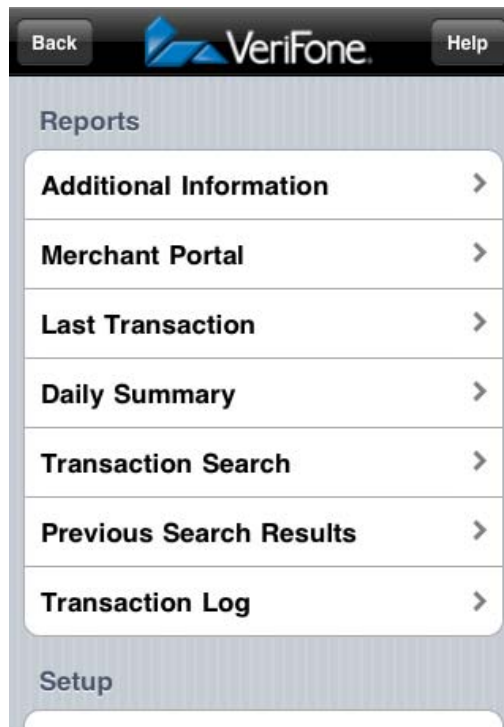 Back
VeriFone.
Help
Reports
Additional Information
Merchant Portal
Last Transaction
Daily Summary
Transaction Search
Previous Search Results
Transaction Log
Setup